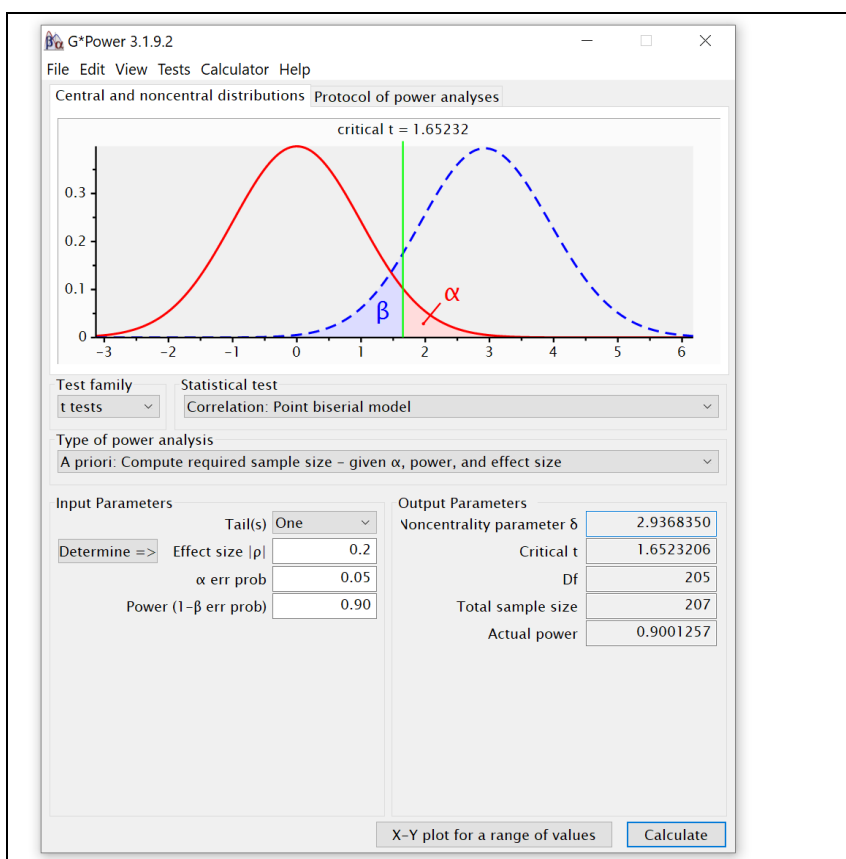 βα G*Power 3.1.9.2
File Edit View Tests Calculator Help
Central and noncentral distributions Protocol of power analyses
critical t = 1.65232
0.3
0.2
0.1
0
β
α
-3 -2 -1 0 1 2 3 4 5 6
Test family Statistical test
t tests Correlation: Point biserial model
Type of power analysis
A priori: Compute required sample size – given α, power, and effect size
Input Parameters Output Parameters
Tail(s) One Noncentrality parameter δ 2.9368350
Determine => Effect size |ρ| 0.2 Critical t 1.6523206
α err prob 0.05 Df 205
Power (1-β err prob) 0.90 Total sample size 207
Actual power 0.9001257
X-Y plot for a range of values Calculate